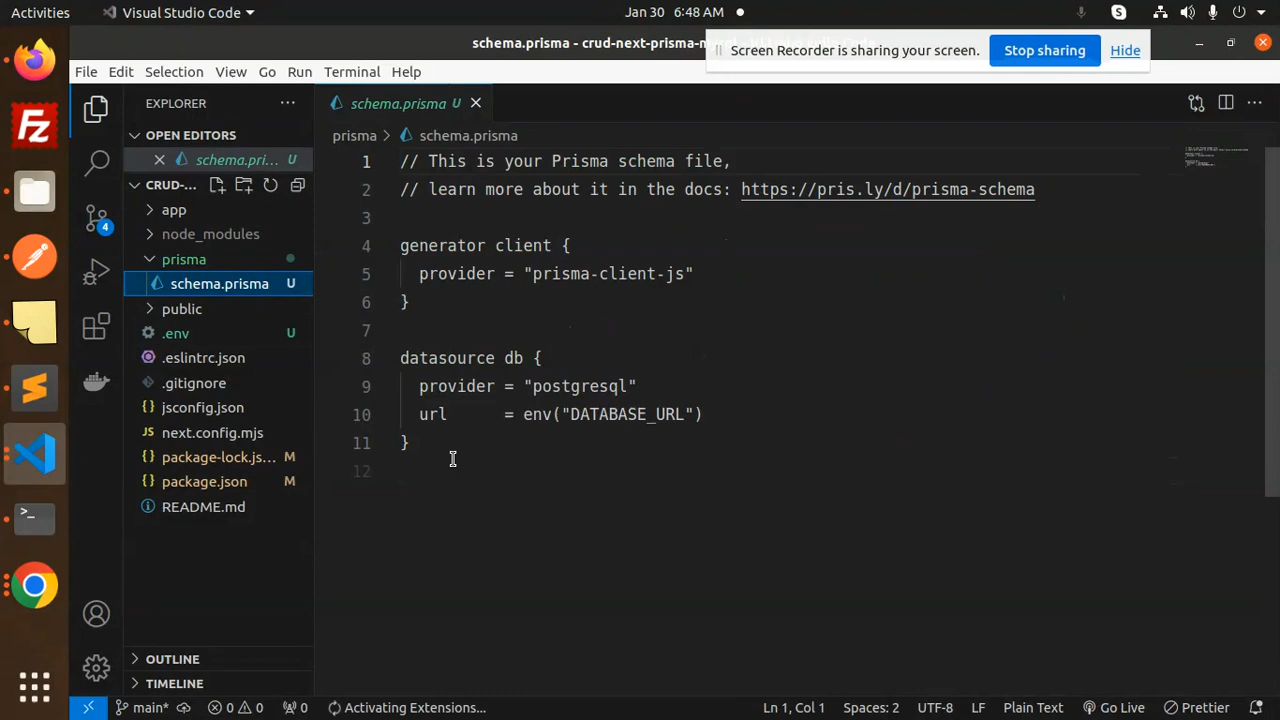 Activities
Visual Studio Code
Jan 30 6:48 AM
schema.prisma - crud-next-prisma-m
Screen Recorder is sharing your screen.
Stop sharing
Hide
File Edit Selection View Go Run Terminal Help
EXPLORER
schema.prisma U
OPEN EDITORS
schema.pri... U
CRUD-...
app
node_modules
prisma
schema.prisma U
public
.env U
.eslintrc.json
.gitignore
jsconfig.json
next.config.mjs
package-lock.js... M
package.json M
README.md
OUTLINE
TIMELINE
prisma > schema.prisma
1 // This is your Prisma schema file,
2 // learn more about it in the docs: https://pris.ly/d/prisma-schema
3
4 generator client {
5 provider = "prisma-client-js"
6 }
7
8 datasource db {
9 provider = "postgresql"
10 url = env("DATABASE_URL")
11 }
12
4
main*
0 0
0
Activating Extensions...
Ln 1, Col 1
Spaces: 2
UTF-8
LF
Plain Text
Go Live
Prettier